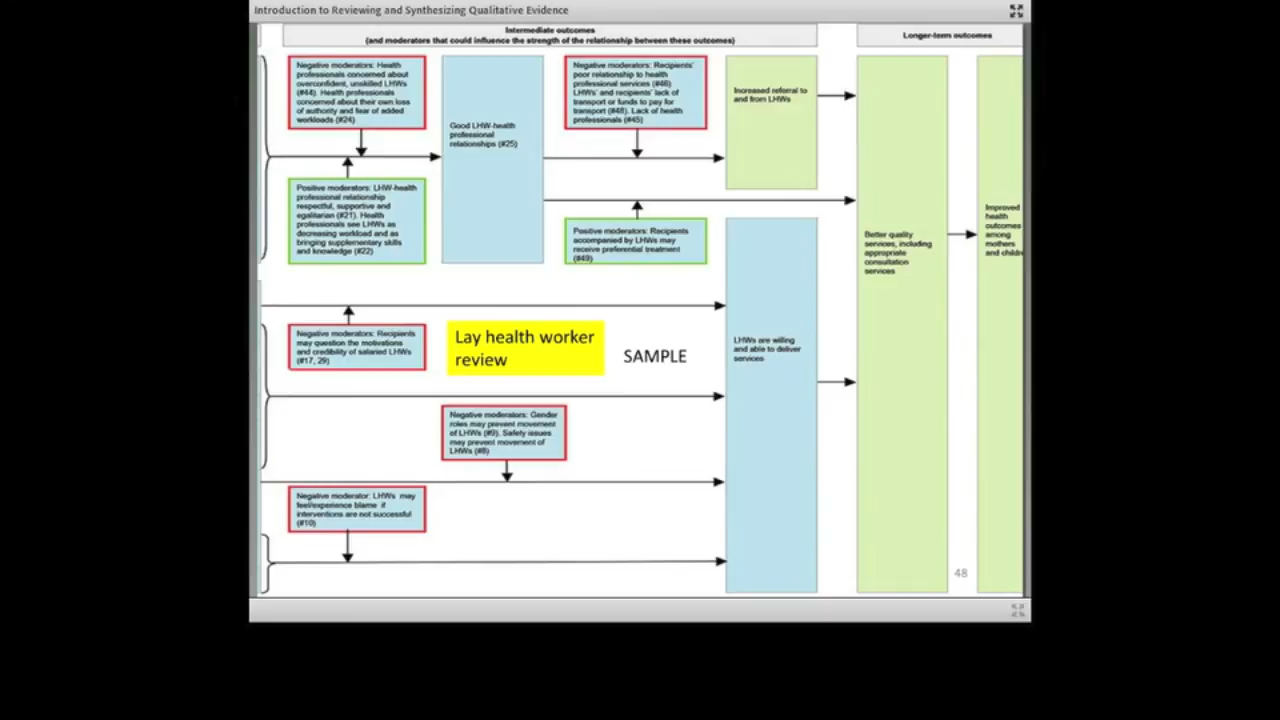 Introduction to Reviewing and Synthesizing Qualitative Evidence
Intermediate outcomes
(and moderators that could influence the strength of the relationship between these outcomes)
Longer-term outcomes
Negative moderators: Health
professionals concerned about
overconfident, unskilled LHWs
(#44). Health professionals
concerned about their own loss
of authority and fear of added
workloads (#24)
Good LHW-health
professional
relationships (#25)
Negative moderators: Recipients'
poor relationship to health
professional services (#46)
LHWs' and recipients' lack of
transport or funds to pay for
transport (#48). Lack of health
professionals (#45)
Increased referral to
and from LHWs
Positive moderators: LHW-health
professional relationship
respectful, supportive and
egalitarian (#21). Health
professionals see LHWs as
decreasing workload and as
bringing supplementary skills
and knowledge (#22)
Positive moderators: Recipients
accompanied by LHWs may
receive preferential treatment
(#49)
Better quality
services, including
appropriate
consultation
services
Improved
health
outcomes
among
mothers
and childre
Negative moderators: Recipients
may question the motivations
and credibility of salaried LHWs
(#17, 29)
Lay health worker
review
SAMPLE
LHWs are willing
and able to deliver
services
Negative moderators: Gender
roles may prevent movement
of LHWs (#9). Safety issues
may prevent movement of
LHWs (#8)
Negative moderator: LHWs may
feel/experience blame if
interventions are not successful
(#10)
48